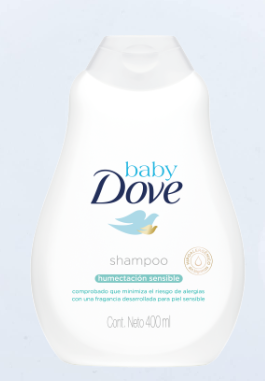 baby
Dove
shampoo
humectación sensible
comprobado que minimiza el riesgo de alergias
con una fragancia desarrollada para piel sensible
Cont. Neto 400 ml